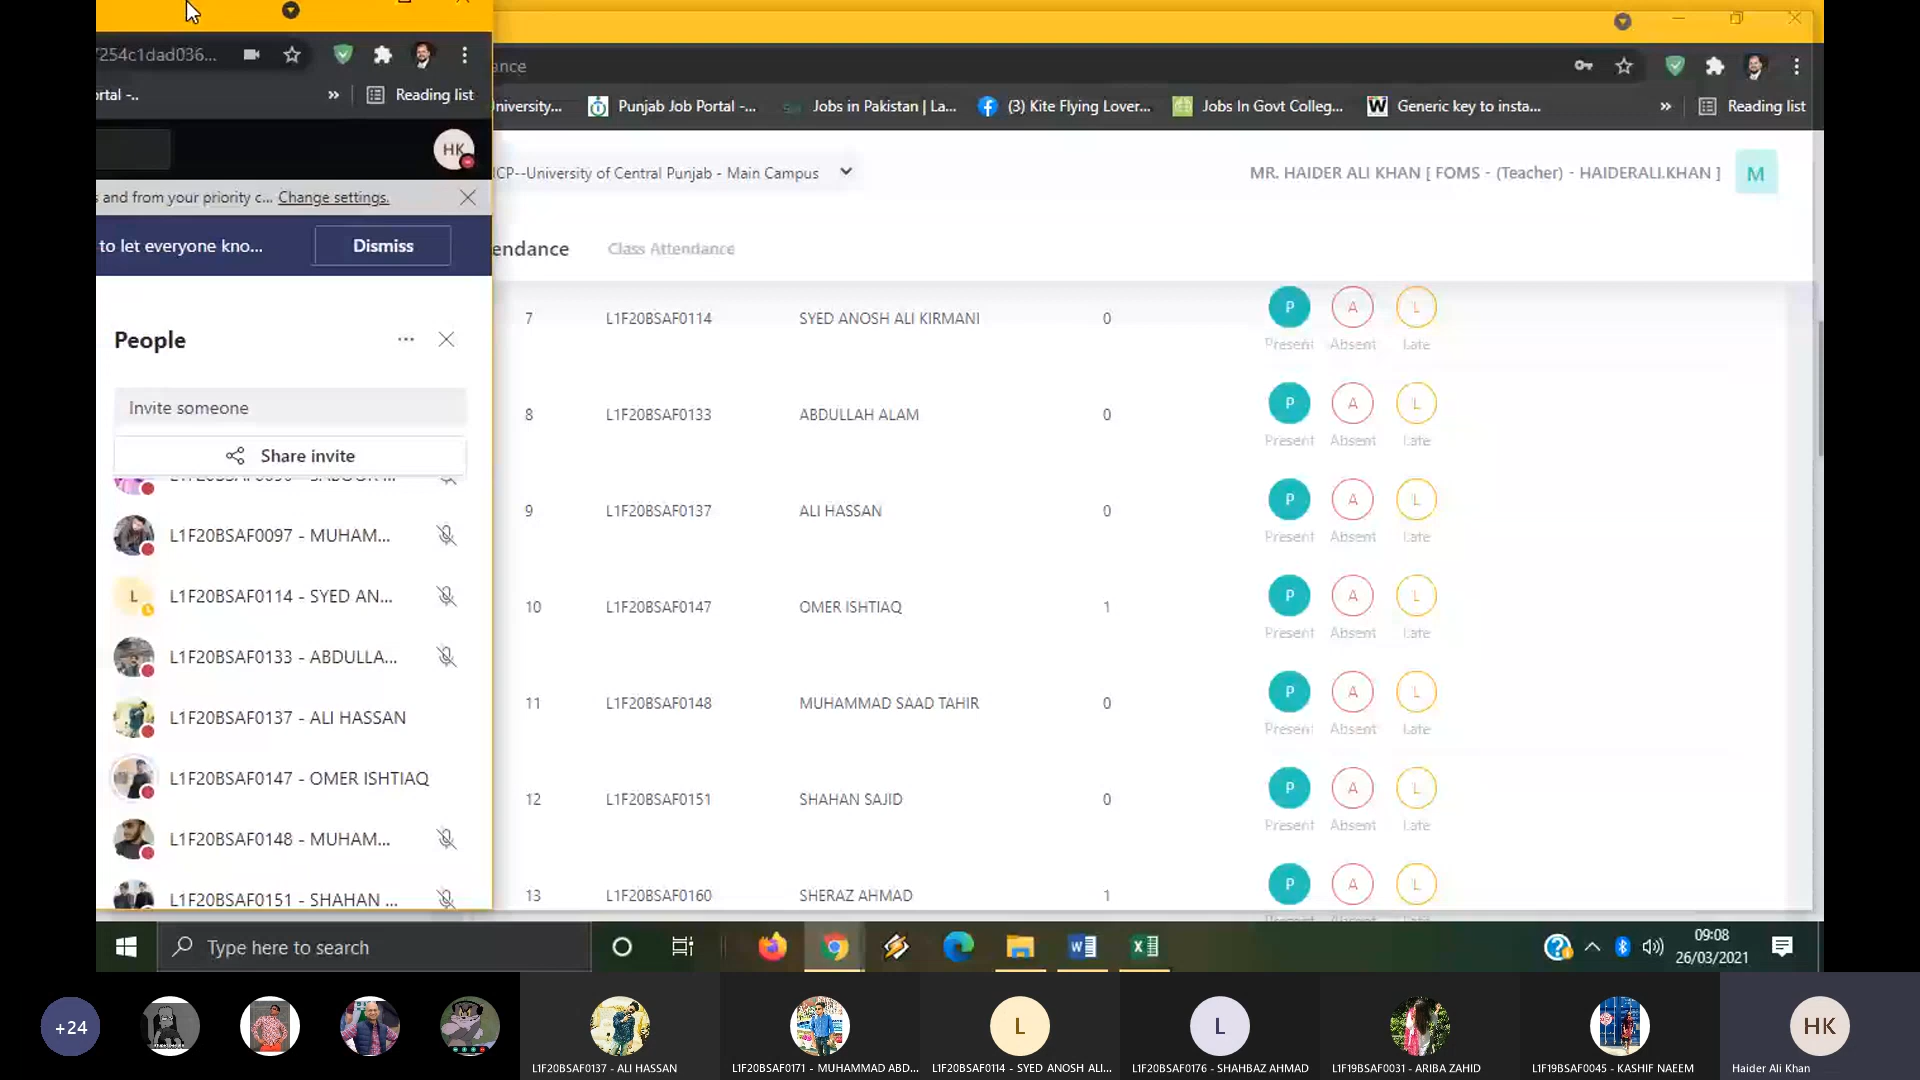 254c1dad036...
ance
rtal -..
»
Reading list
niversity...
Punjab Job Portal -...
Jobs in Pakistan | La...
(3) Kite Flying Lover...
Jobs In Govt Colleg...
W
Generic key to insta...
»
Reading list
HK
CP--University of Central Punjab - Main Campus
MR. HAIDER ALI KHAN [ FOMS - (Teacher) - HAIDERALI.KHAN ]
M
s and from your priority c... Change settings.
to let everyone kno...
Dismiss
endance
Class Attendance
People
Invite someone
Share invite
L1F20BSAF0097 - MUHAM...
L
L1F20BSAF0114 - SYED AN...
L1F20BSAF0133 - ABDULLA...
L1F20BSAF0137 - ALI HASSAN
L1F20BSAF0147 - OMER ISHTIAQ
L1F20BSAF0148 - MUHAM...
L1F20BSAF0151 - SHAHAN ...
7 L1F20BSAF0114 SYED ANOSH ALI KIRMANI 0 P A L
Present Absent Late
8 L1F20BSAF0133 ABDULLAH ALAM 0 P A L
Present Absent Late
9 L1F20BSAF0137 ALI HASSAN 0 P A L
Present Absent Late
10 L1F20BSAF0147 OMER ISHTIAQ 1 P A L
Present Absent Late
11 L1F20BSAF0148 MUHAMMAD SAAD TAHIR 0 P A L
Present Absent Late
12 L1F20BSAF0151 SHAHAN SAJID 0 P A L
Present Absent Late
13 L1F20BSAF0160 SHERAZ AHMAD 1 P A L
Type here to search
09:08
26/03/2021
+24
L
L
HK
L1F20BSAF0137 - ALI HASSAN
L1F20BSAF0171 - MUHAMMAD ABD...
L1F20BSAF0114 - SYED ANOSH ALI...
L1F20BSAF0176 - SHAHBAZ AHMAD
L1F19BSAF0031 - ARIBA ZAHID
L1F19BSAF0045 - KASHIF NAEEM
Haider Ali Khan